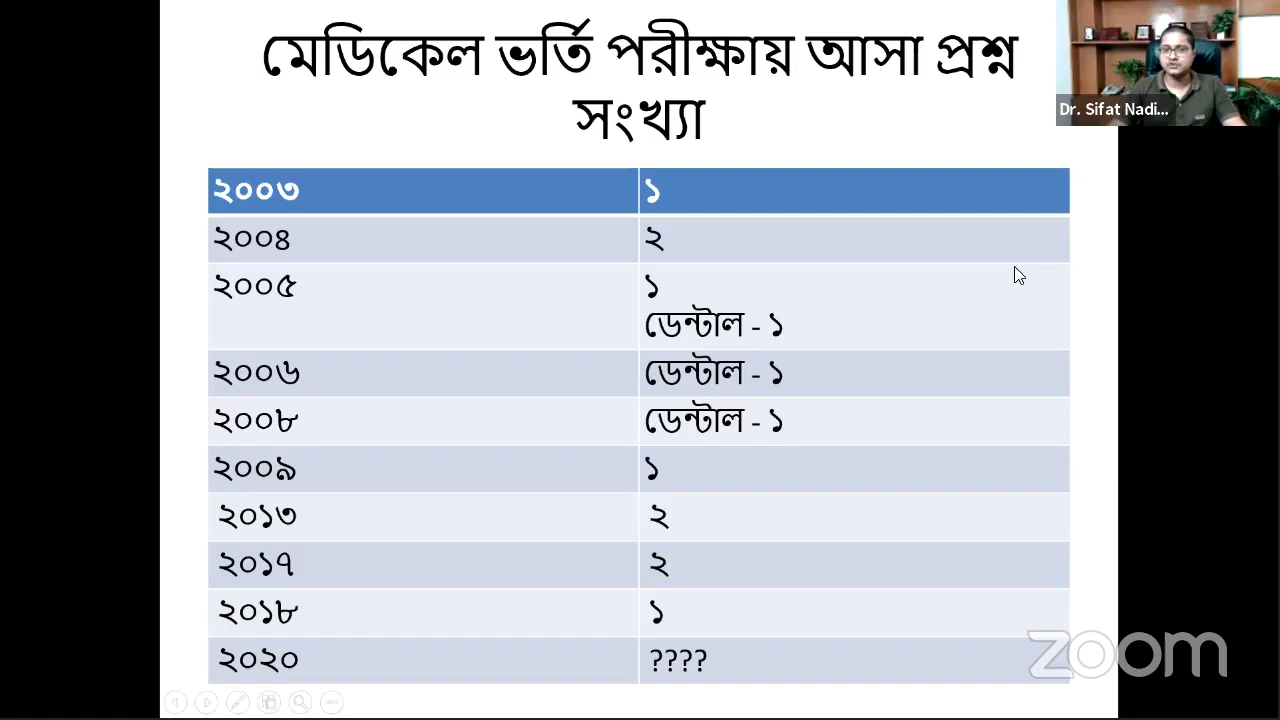 মেডিকেল ভর্তি পরীক্ষায় আসা প্রশ্ন
সংখ্যা
Dr. Sifat Nadi...
২০০৩ ১
২০০৪ ২
২০০৫ ১
ডেন্টাল - ১
২০০৬ ডেন্টাল - ১
২০০৮ ডেন্টাল - ১
২০০৯ ১
২০১৩ ২
২০১৭ ২
২০১৮ ১
২০২০ ????
zoom